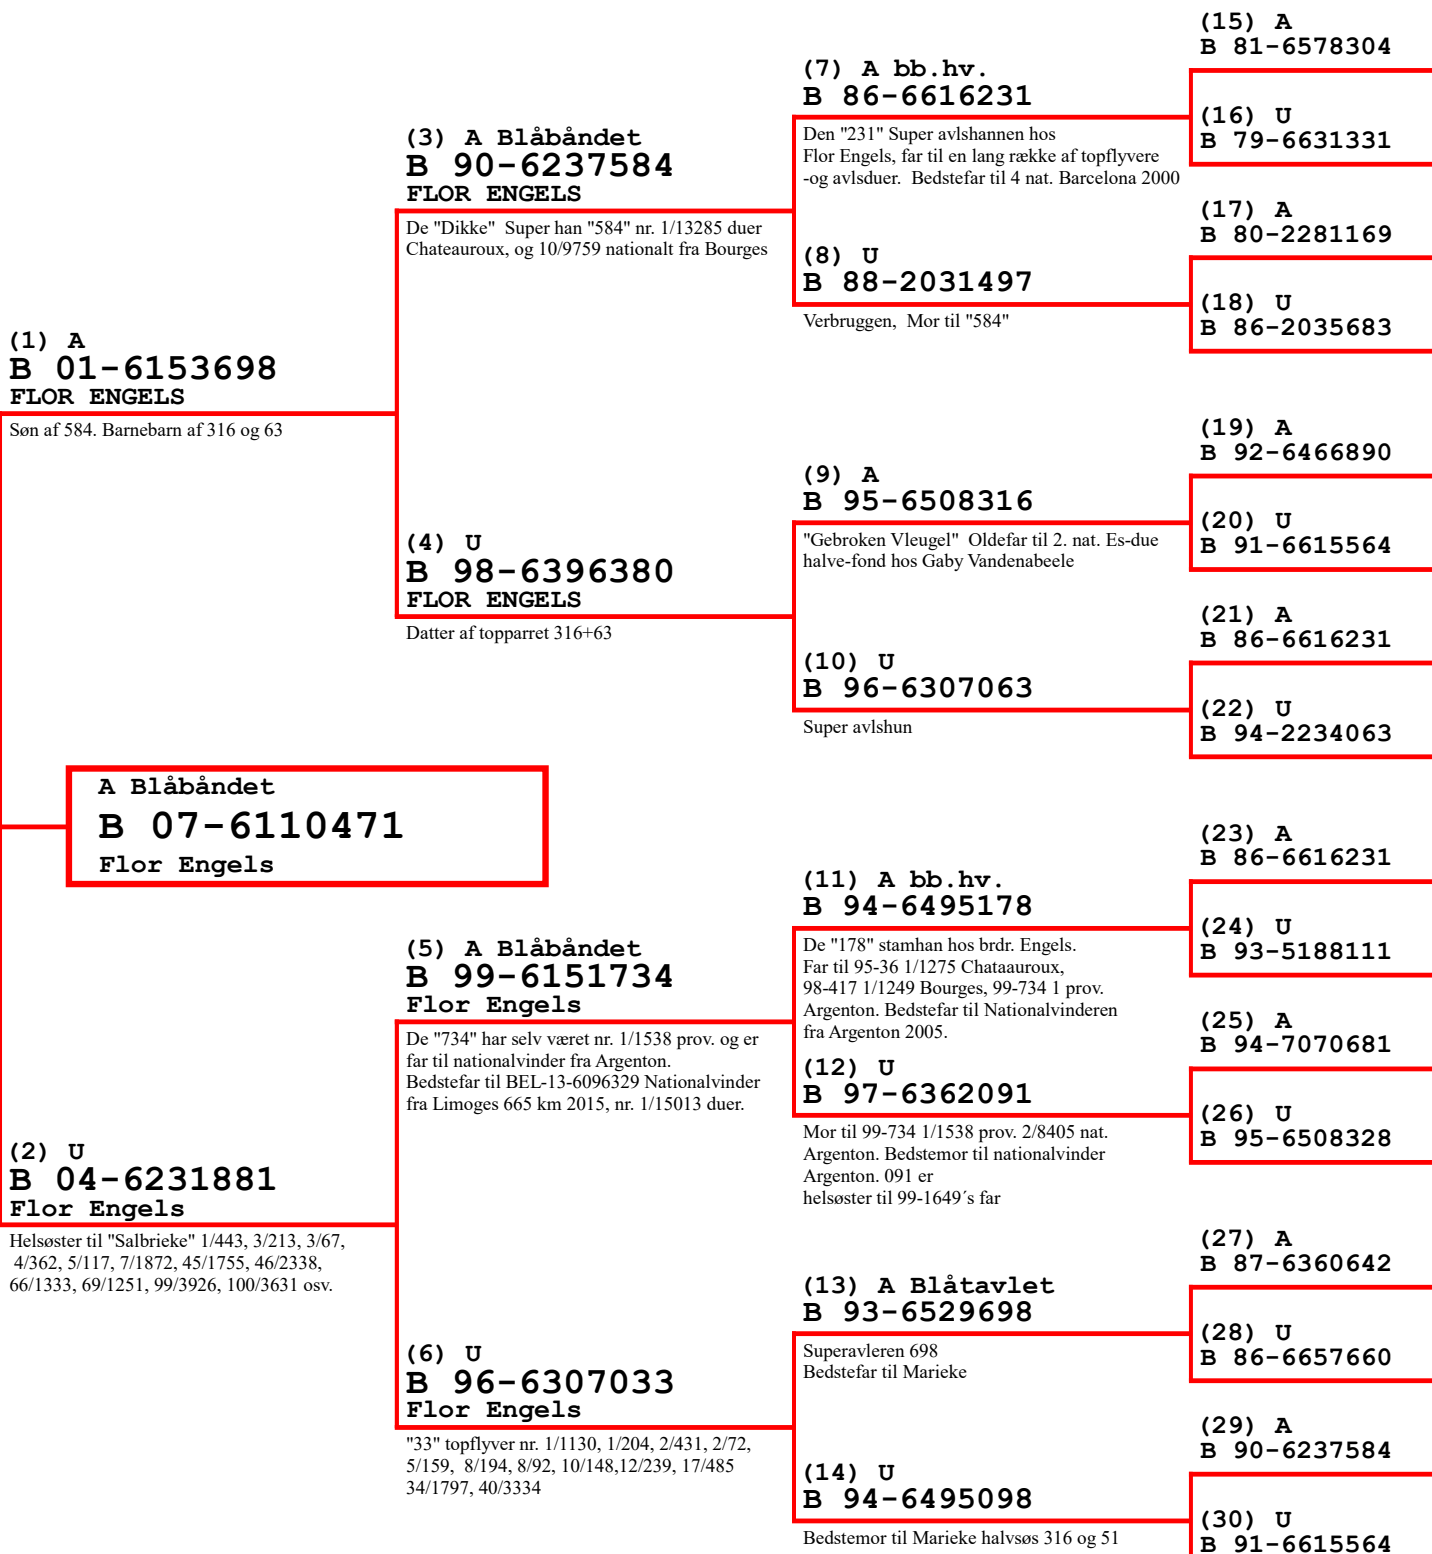 (1) A
B 01-6153698
FLOR ENGELS
Søn af 584. Barnebarn af 316 og 63
A Blåbåndet
B 07-6110471
Flor Engels
(2) U
B 04-6231881
Flor Engels
Helsøster til "Salbrieke" 1/443, 3/213, 3/67,
4/362, 5/117, 7/1872, 45/1755, 46/2338,
66/1333, 69/1251, 99/3926, 100/3631 osv.
(3) A Blåbåndet
B 90-6237584
FLOR ENGELS
De "Dikke" Super han "584" nr. 1/13285 duer
Chateauroux, og 10/9759 nationalt fra Bourges
(4) U
B 98-6396380
FLOR ENGELS
Datter af topparret 316+63
(5) A Blåbåndet
B 99-6151734
Flor Engels
De "734" har selv været nr. 1/1538 prov. og er
far til nationalvinder fra Argenton.
Bedstefar til BEL-13-6096329 Nationalvinder
fra Limoges 665 km 2015, nr. 1/15013 duer.
(6) U
B 96-6307033
Flor Engels
"33" topflyver nr. 1/1130, 1/204, 2/431, 2/72,
5/159, 8/194, 8/92, 10/148,12/239, 17/485
34/1797, 40/3334
(7) A bb.hv.
B 86-6616231
Den "231" Super avlshannen hos
Flor Engels, far til en lang række af topflyvere
-og avlsduer. Bedstefar til 4 nat. Barcelona 2000
(8) U
B 88-2031497
Verbruggen, Mor til "584"
(9) A
B 95-6508316
"Gebroken Vleugel" Oldefar til 2. nat. Es-due
halve-fond hos Gaby Vandenabeele
(10) U
B 96-6307063
Super avlshun
(11) A bb.hv.
B 94-6495178
De "178" stamhan hos brdr. Engels.
Far til 95-36 1/1275 Chataauroux,
98-417 1/1249 Bourges, 99-734 1 prov.
Argenton. Bedstefar til Nationalvinderen
fra Argenton 2005.
(12) U
B 97-6362091
Mor til 99-734 1/1538 prov. 2/8405 nat.
Argenton. Bedstemor til nationalvinder
Argenton. 091 er
helsøster til 99-1649´s far
(13) A Blåtavlet
B 93-6529698
Superavleren 698
Bedstefar til Marieke
(14) U
B 94-6495098
Bedstemor til Marieke halvsøs 316 og 51
(15) A
B 81-6578304
(16) U
B 79-6631331
(17) A
B 80-2281169
(18) U
B 86-2035683
(19) A
B 92-6466890
(20) U
B 91-6615564
(21) A
B 86-6616231
(22) U
B 94-2234063
(23) A
B 86-6616231
(24) U
B 93-5188111
(25) A
B 94-7070681
(26) U
B 95-6508328
(27) A
B 87-6360642
(28) U
B 86-6657660
(29) A
B 90-6237584
(30) U
B 91-6615564